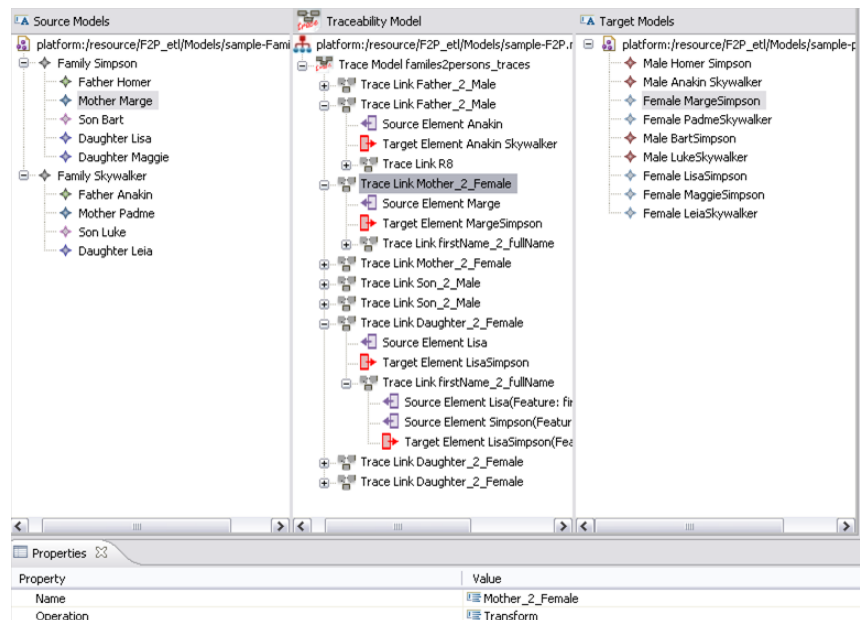 Source Models
platform:/resource/F2P_etl/Models/sample-Fami
Family Simpson
Father Homer
Mother Marge
Son Bart
Daughter Lisa
Daughter Maggie
Family Skywalker
Father Anakin
Mother Padme
Son Luke
Daughter Leia
Traceability Model
platform:/resource/F2P_etl/Models/sample-F2P.r
Trace Model familes2persons_traces
Trace Link Father_2_Male
Trace Link Father_2_Male
Source Element Anakin
Target Element Anakin Skywalker
Trace Link R8
Trace Link Mother_2_Female
Source Element Marge
Target Element MargeSimpson
Trace Link firstName_2_fullName
Trace Link Mother_2_Female
Trace Link Son_2_Male
Trace Link Son_2_Male
Trace Link Daughter_2_Female
Source Element Lisa
Target Element LisaSimpson
Trace Link firstName_2_fullName
Source Element Lisa(Feature: fir
Source Element Simpson(Featur
Target Element LisaSimpson(Fea
Trace Link Daughter_2_Female
Trace Link Daughter_2_Female
Target Models
platform:/resource/F2P_etl/Models/sample-p
Male Homer Simpson
Male Anakin Skywalker
Female MargeSimpson
Female PadmeSkywalker
Male BartSimpson
Male LukeSkywalker
Female LisaSimpson
Female MaggieSimpson
Female LeiaSkywalker
Properties
Property Value
Name Mother_2_Female
Operation Transform